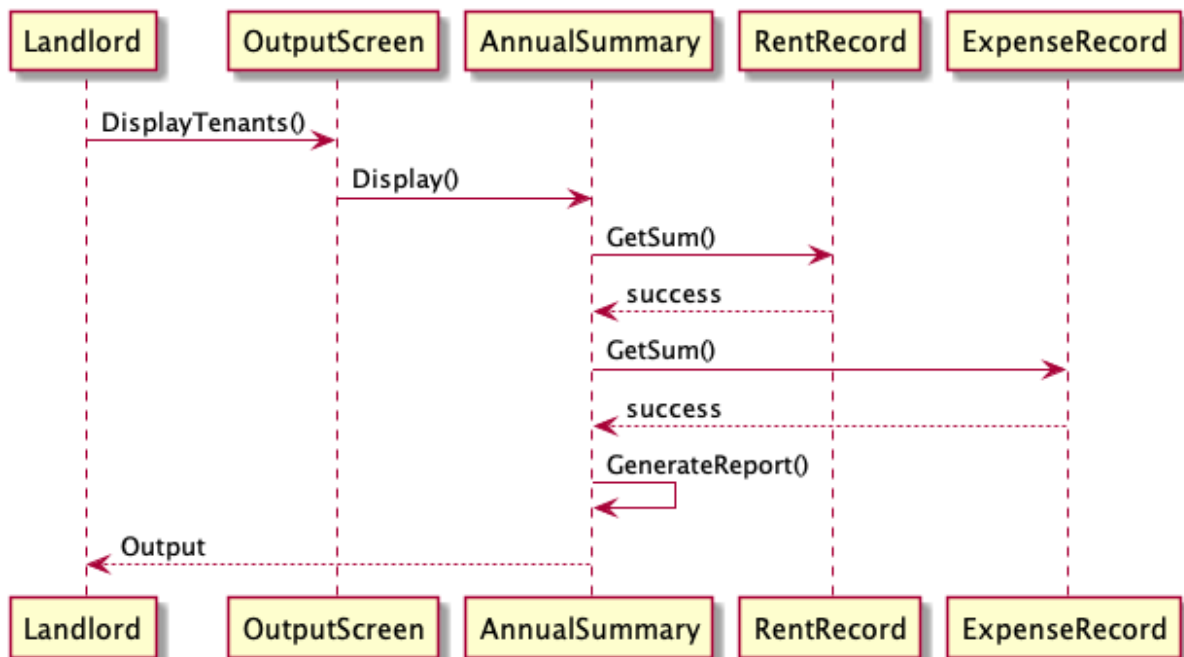 Landlord OutputScreen AnnualSummary RentRecord ExpenseRecord
DisplayTenants()
Display()
GetSum()
success
GetSum()
success
GenerateReport()
Output
Landlord OutputScreen AnnualSummary RentRecord ExpenseRecord